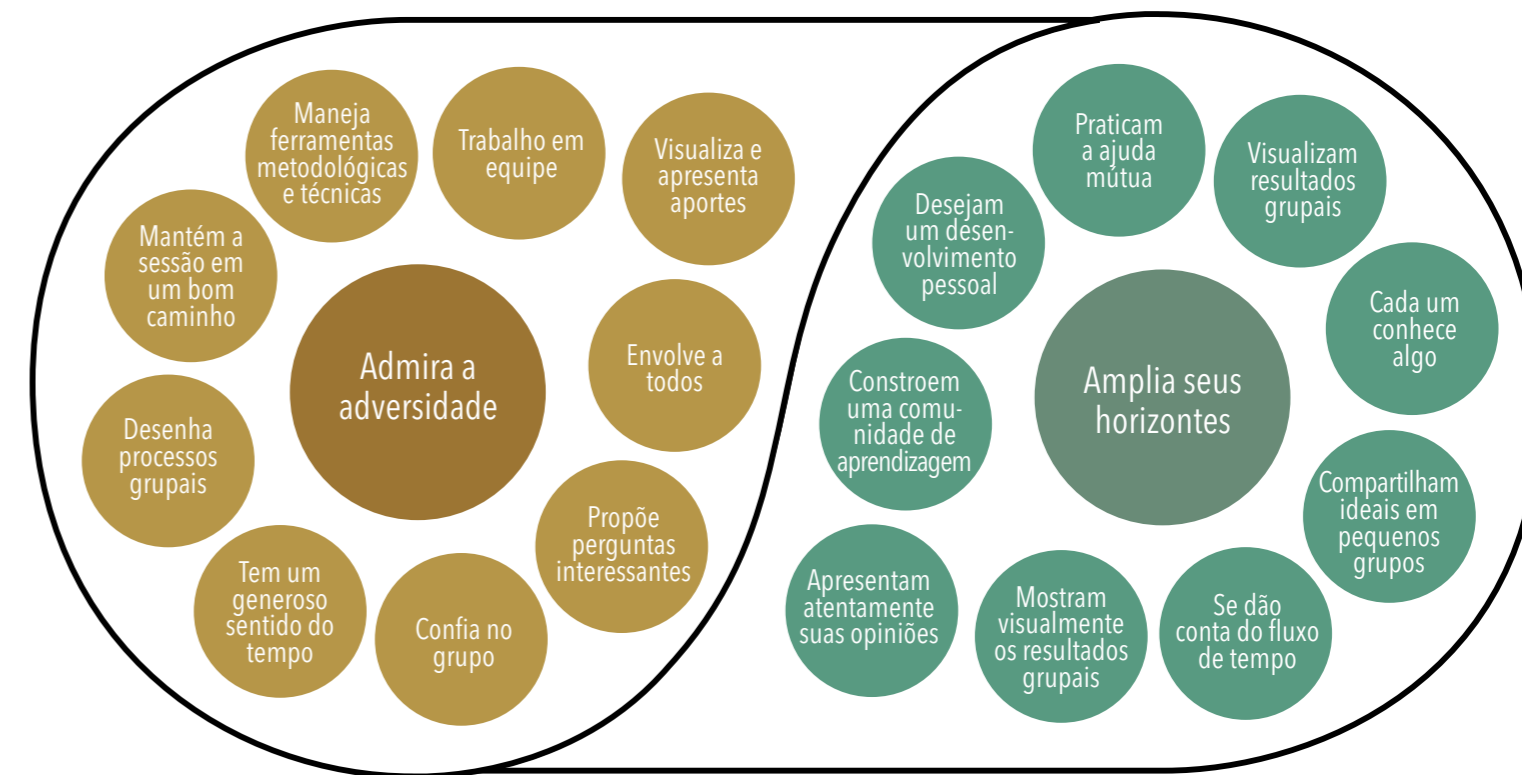 Maneja
ferramentas
metodológicas
e técnicas
Trabalho em
equipe
Visualiza e
apresenta
aportes
Mantém a
sessão em
um bom
caminho
Admira a
adversidade
Envolve a
todos
Desenha
processos
grupais
Propõe
perguntas
interessantes
Tem um
generoso
sentido do
tempo
Confia no
grupo
Praticam
a ajuda
mútua
Visualizam
resultados
grupais
Desejam
um desen-
volvimento
pessoal
Cada um
conhece
algo
Amplia seus
horizontes
Constroem
uma comu-
nidade de
aprendizagem
Compartilham
ideais em
pequenos
grupos
Apresentam
atentamente
suas opiniões
Mostram
visualmente
os resultados
grupais
Se dão
conta do fluxo
de tempo